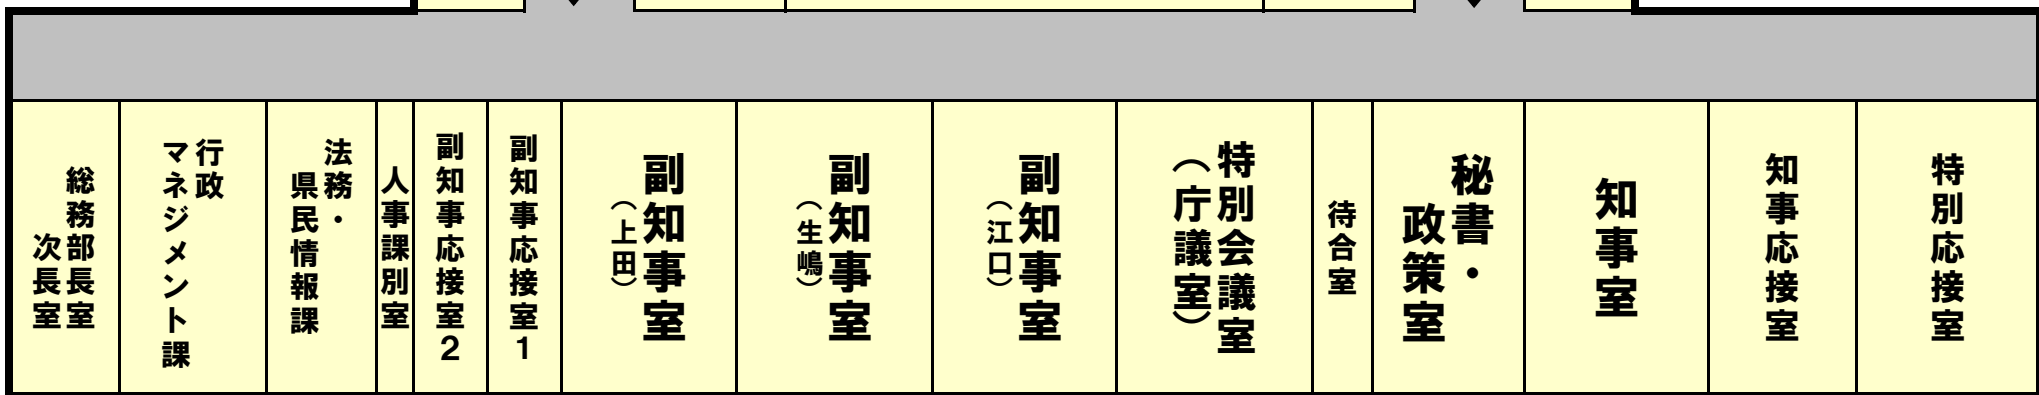 総務部長室
次長室
行政
マネジメント課
法務・
県民情報課
人事課別室
副知事応接室２
副知事応接室１
副知事室
（上田）
副知事室
（生嶋）
副知事室
（江口）
特別会議室
（庁議室）
待合室
秘書・
政策室
知事室
知事応接室
特別応接室